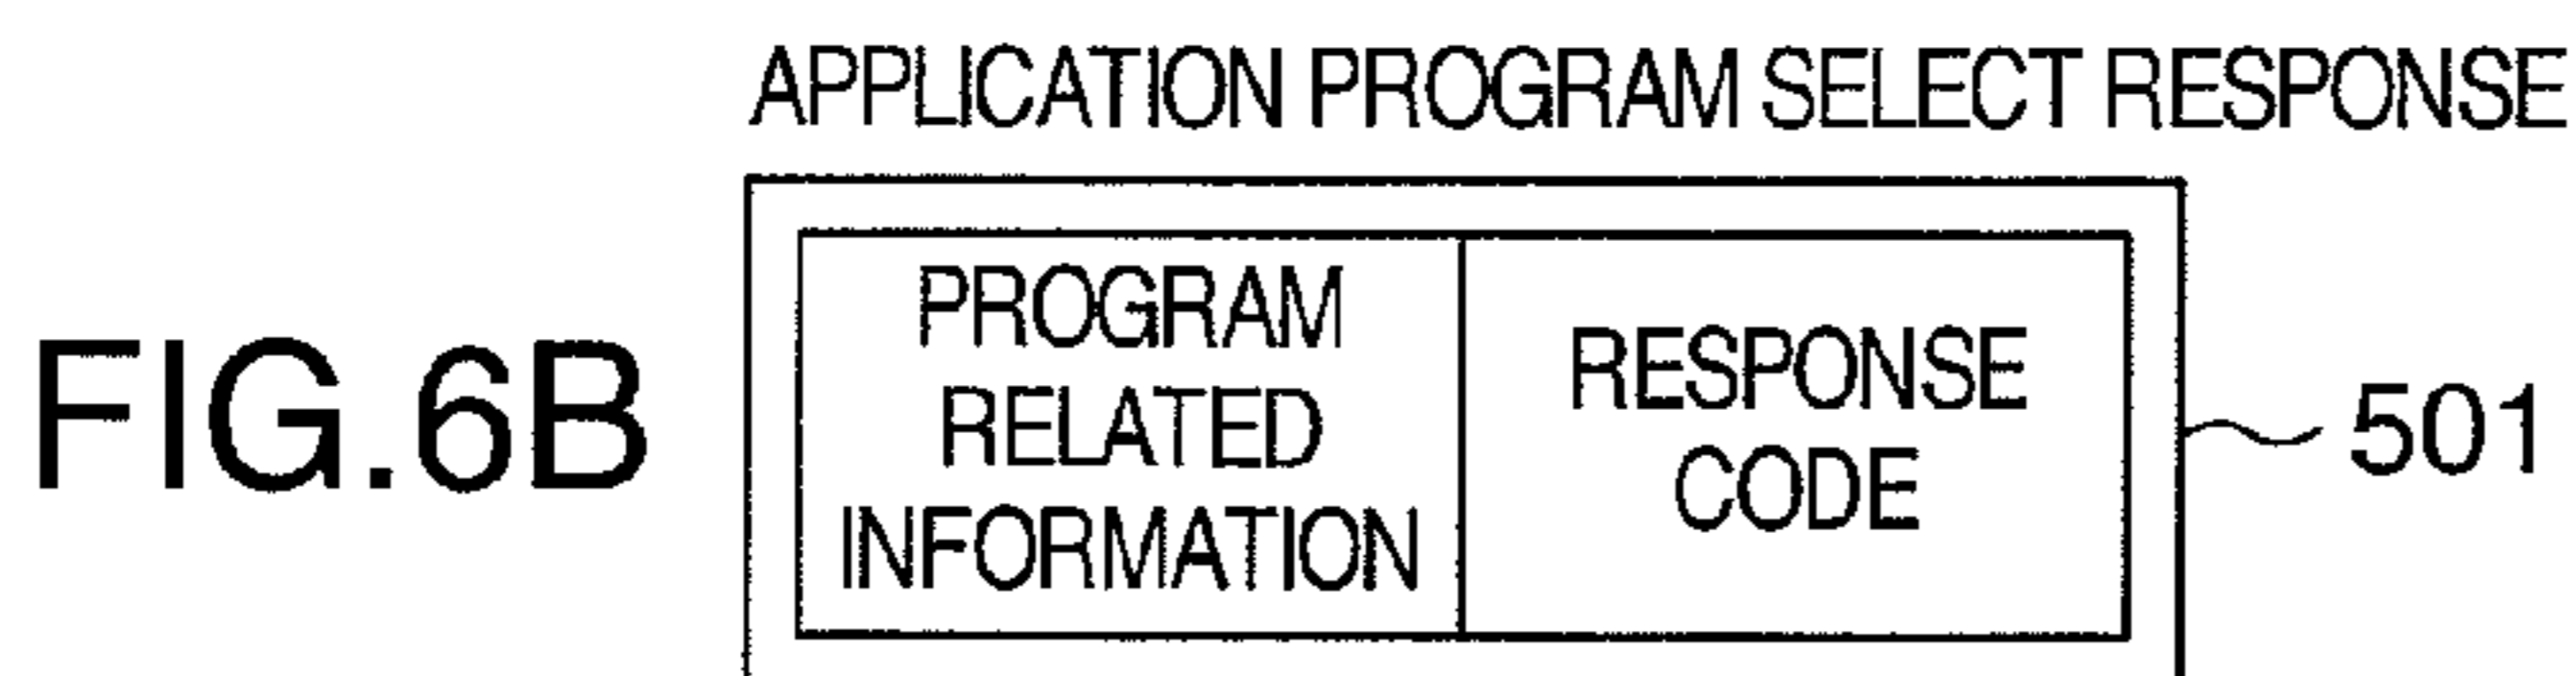 APPLICATION PROGRAM SELECT RESPONSE
FIG.6B
PROGRAM
RELATED
INFORMATION
RESPONSE
CODE
501